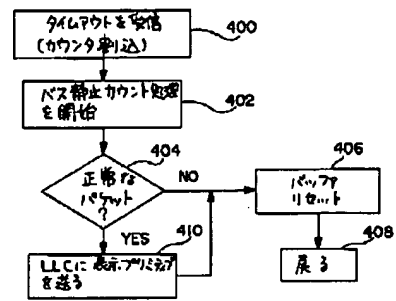 タイムアウトを受信
(カウンタ割込)
400
バス静止カウント処理
を開始
402
404
正常な
パケット
?
NO
YES
406
バッファ
リセット
408
戻る
410
LLCに表示プリミティブ
を送る